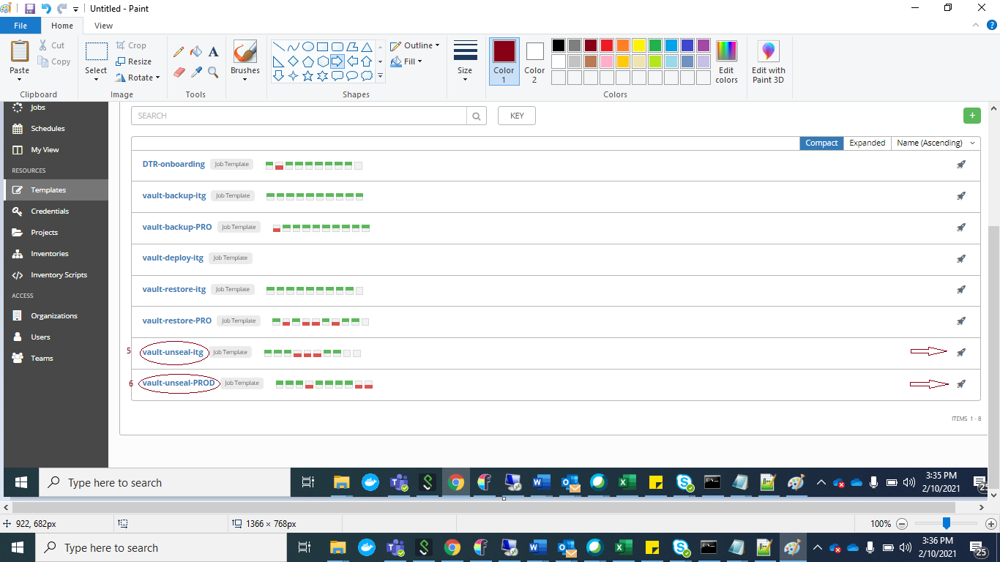 Untitled - Paint
File Home View
Paste Cut Copy
Clipboard
Select Crop Resize Rotate
Image
Tools
Brushes
Shapes
Outline
Fill
Size
Color 1
Color 2
Colors
Edit colors
Edit with Paint 3D
Jobs
Schedules
My View
RESOURCES
Templates
Credentials
Projects
Inventories
Inventory Scripts
ACCESS
Organizations
Users
Teams
SEARCH KEY +
Compact Expanded Name (Ascending)
DTR-onboarding Job Template
vault-backup-itg Job Template
vault-backup-PRO Job Template
vault-deploy-itg Job Template
vault-restore-itg Job Template
vault-restore-PRO Job Template
5 vault-unseal-itg Job Template
6 vault-unseal-PROD Job Template
ITEMS 1 - 8
Type here to search
3:35 PM
2/10/2021
922, 682px 1366 × 768px 100%
Type here to search
3:36 PM
2/10/2021
25